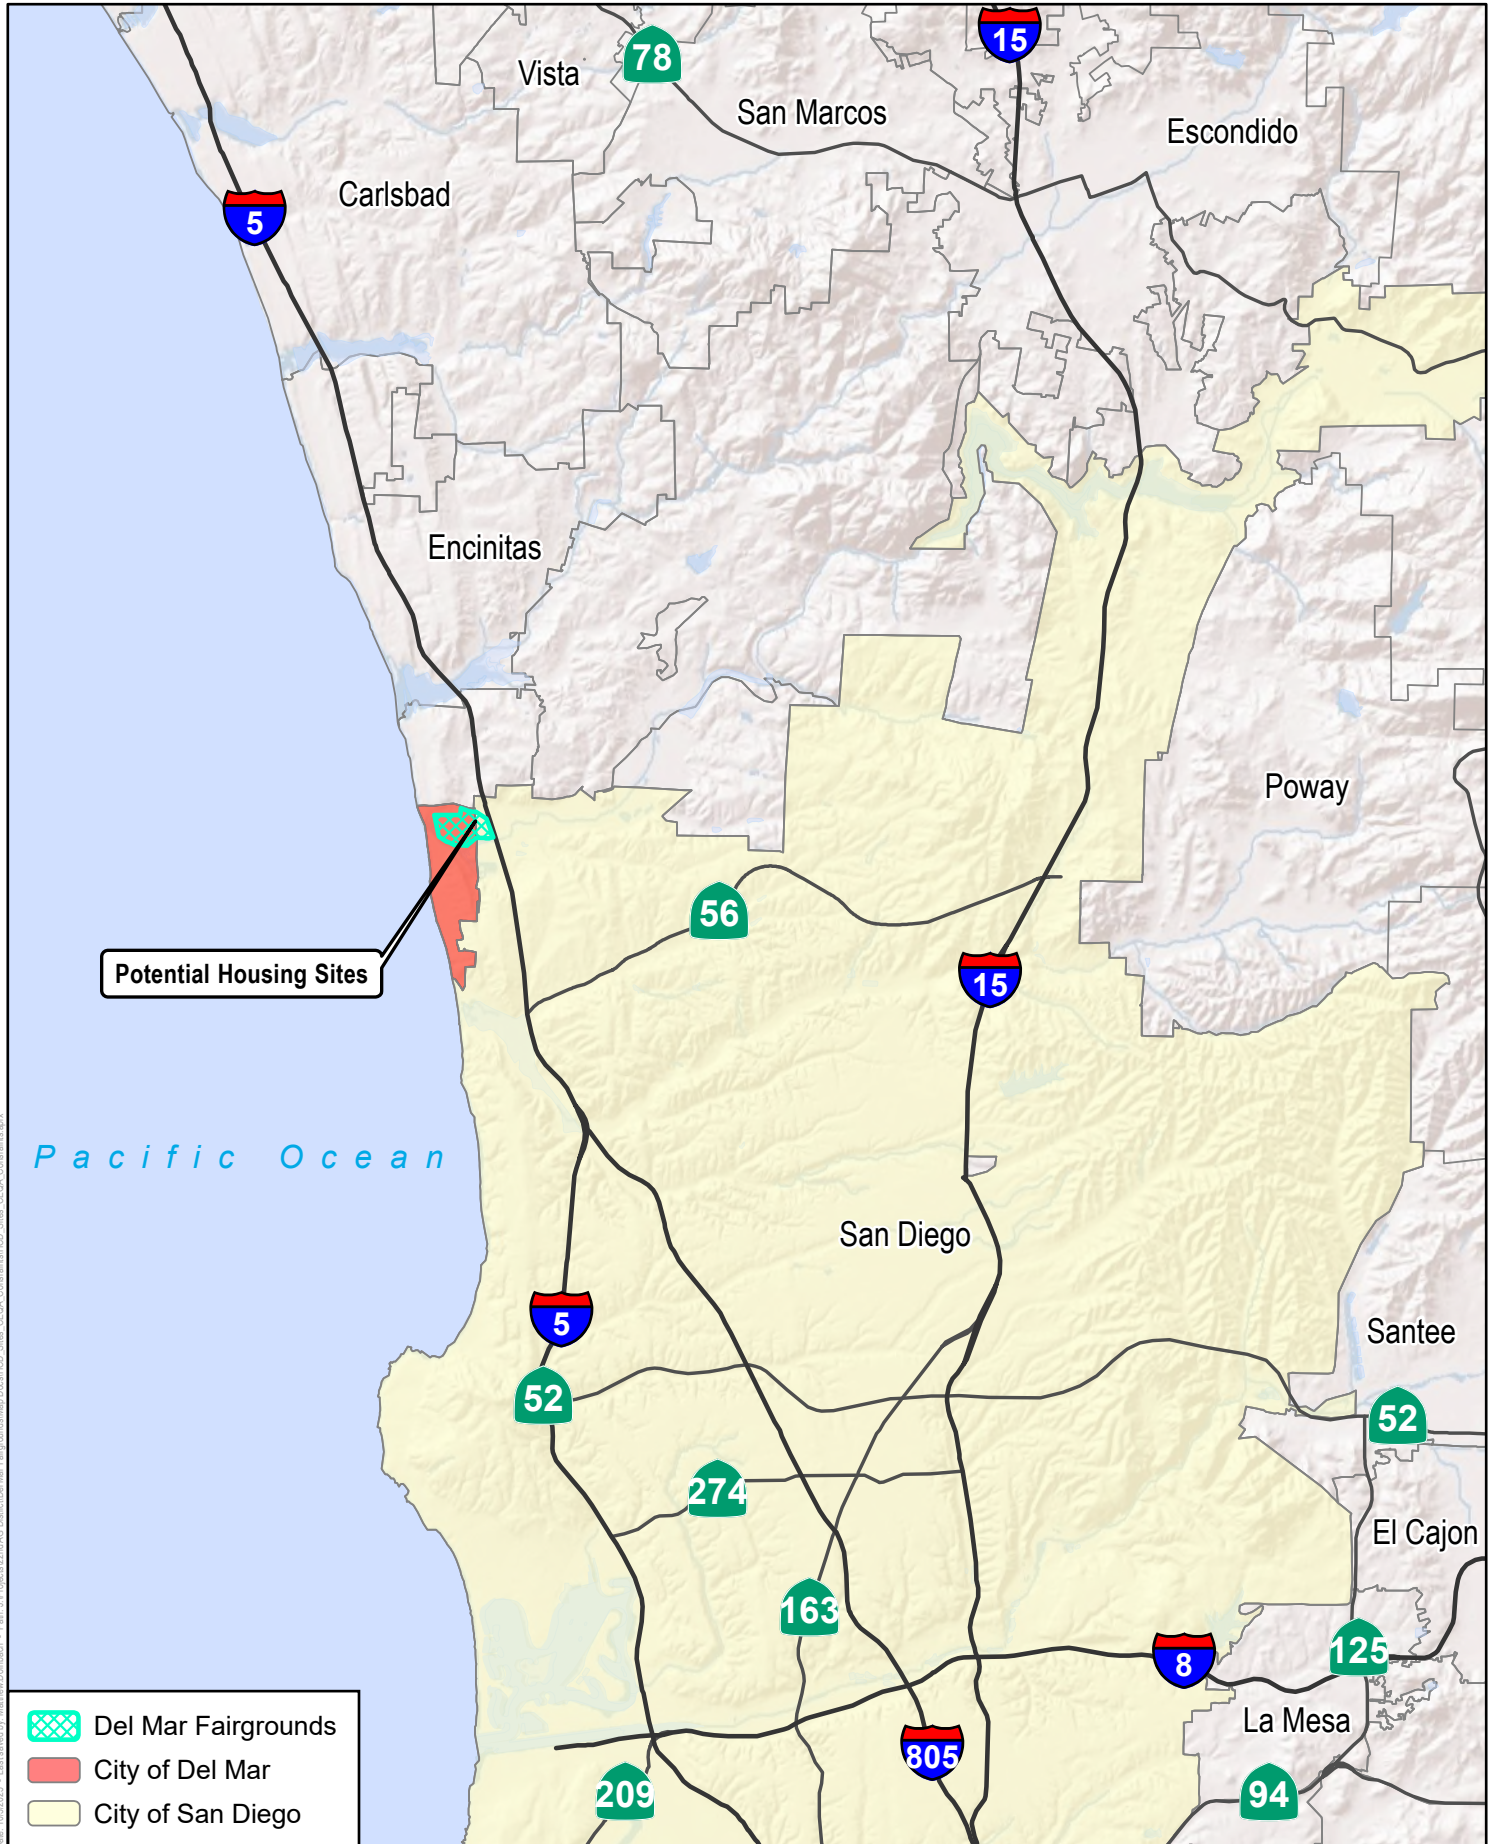 15
78
Vista
San Marcos
Escondido
Carlsbad
5
Encinitas
Poway
56
Potential Housing Sites
15
Pacific Ocean
San Diego
5
Santee
52
52
274
El Cajon
163
125
8
La Mesa
805
209
94
Del Mar Fairgrounds
City of Del Mar
City of San Diego